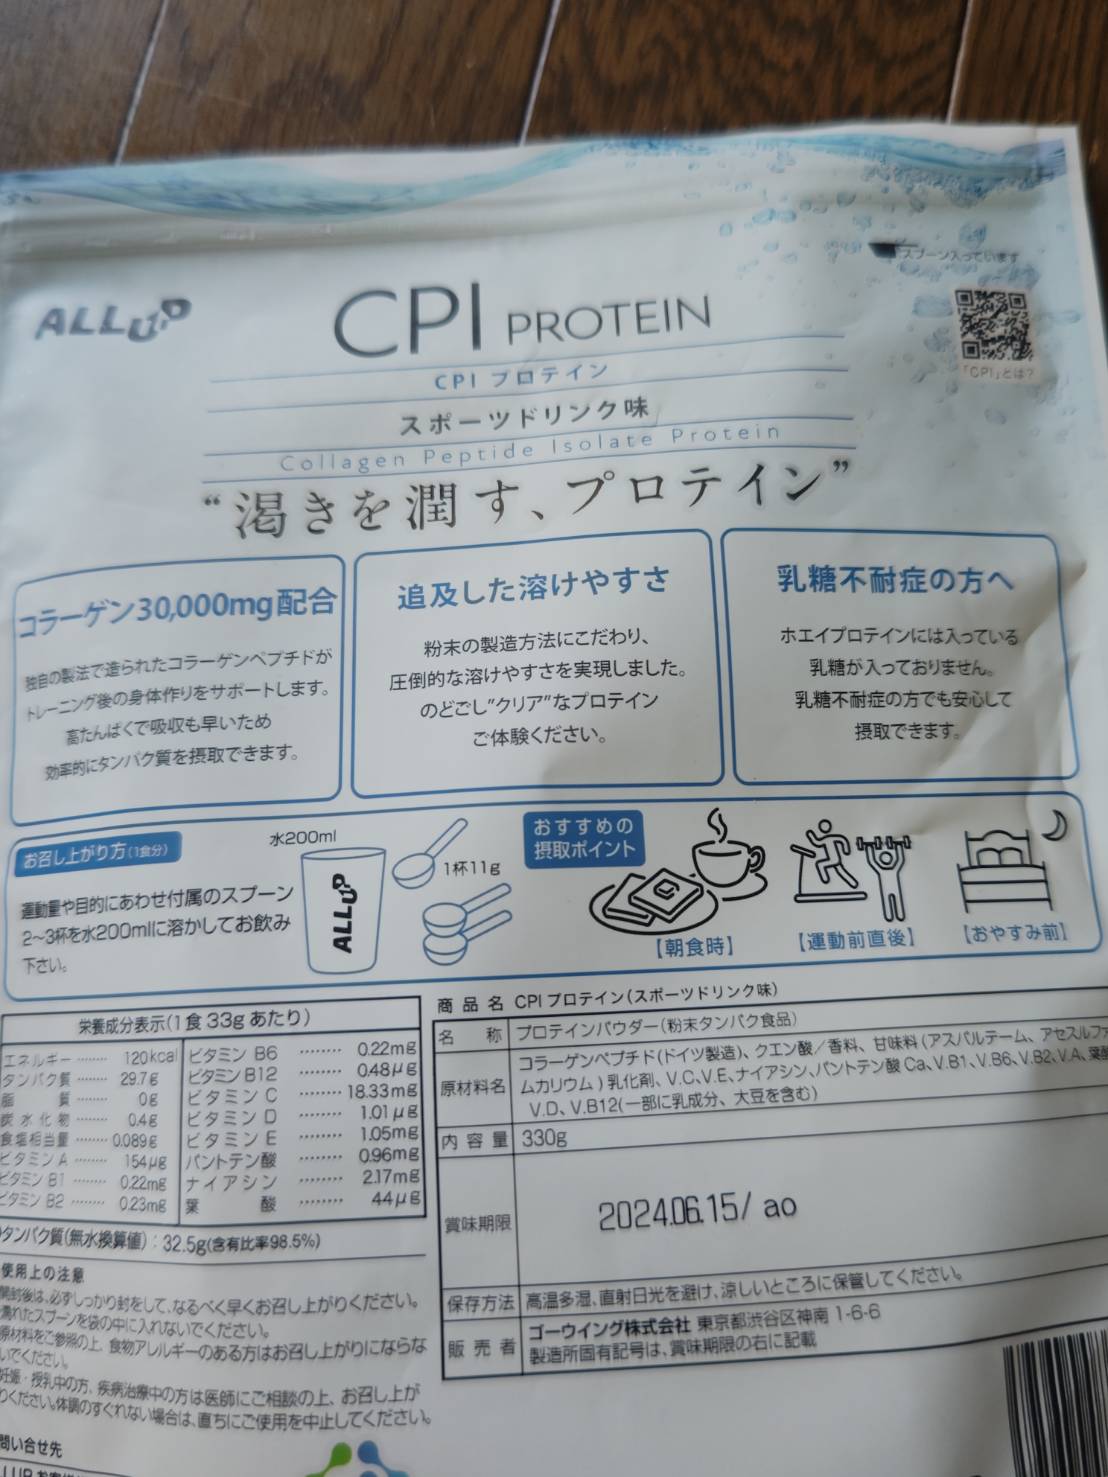 スプーン入っています
ALLUP
CPI PROTEIN
「CPI」とは?
CPI プロテイン
スポーツドリンク味
Collagen Peptide Isolate Protein
“渇きを潤す、プロテイン”
コラーゲン30,000mg配合
独自の製法で造られたコラーゲンペプチドが
トレーニング後の身体作りをサポートします。
高たんぱくで吸収も早いため
効率的にタンパク質を摂取できます。
追及した溶けやすさ
粉末の製造方法にこだわり、
圧倒的な溶けやすさを実現しました。
のどごし”クリア”なプロテイン
ご体験ください。
乳糖不耐症の方へ
ホエイプロテインには入っている
乳糖が入っておりません。
乳糖不耐症の方でも安心して
摂取できます。
お召し上がり方(1食分)
運動量や目的にあわせ付属のスプーン
2〜3杯を水200mlに溶かしてお飲み
下さい。
水200ml
ALLUP
1杯11g
おすすめの
摂取ポイント
【朝食時】
【運動前直後】
【おやすみ前】
栄養成分表示(1食33gあたり)
エネルギー ········ 120kcal
タンパク質 ········ 29.7g
脂質 ········ 0g
炭水化物 ········ 0.4g
食塩相当量 ········ 0.089g
ビタミンA ········ 154μg
ビタミンB1 ········ 0.22mg
ビタミンB2 ········ 0.23mg
ビタミン B6 ········ 0.22mg
ビタミン B12 ········ 0.48μg
ビタミン C ········ 18.33mg
ビタミン D ········ 1.01μg
ビタミン E ········ 1.05mg
パントテン酸 ········ 0.96mg
ナイアシン ········ 2.17mg
葉酸 ········ 44μg
タンパク質(無水換算値):32.5g(含有比率98.5%)
使用上の注意
開封後は、必ずしっかり封をして、なるべく早くお召し上がりください。
濡れたスプーンを袋の中に入れないでください。
原材料をご参照の上、食物アレルギーのある方はお召し上がりにならな
いでください。
妊娠・授乳中の方、疾病治療中の方は医師にご相談の上、お召し上が
りください。体調のすぐれない場合は、直ちにご使用を中止してください。
問い合せ先
商品名 CPI プロテイン(スポーツドリンク味)
名称 プロテインパウダー(粉末タンパク食品)
原材料名 コラーゲンペプチド(ドイツ製造)、クエン酸/香料、甘味料(アスパルテーム、アセスルファ
ムカリウム)乳化剤、V.C、V.E、ナイアシン、パントテン酸Ca、V.B1、V.B6、V.B2、V.A、葉酸
V.D、V.B12(一部に乳成分、大豆を含む)
内容量 330g
賞味期限 2024.06.15/ ao
保存方法 高温多湿、直射日光を避け、涼しいところに保管してください。
販売者 ゴーウイング株式会社 東京都渋谷区神南 1-6-6
製造所固有記号は、賞味期限の右に記載